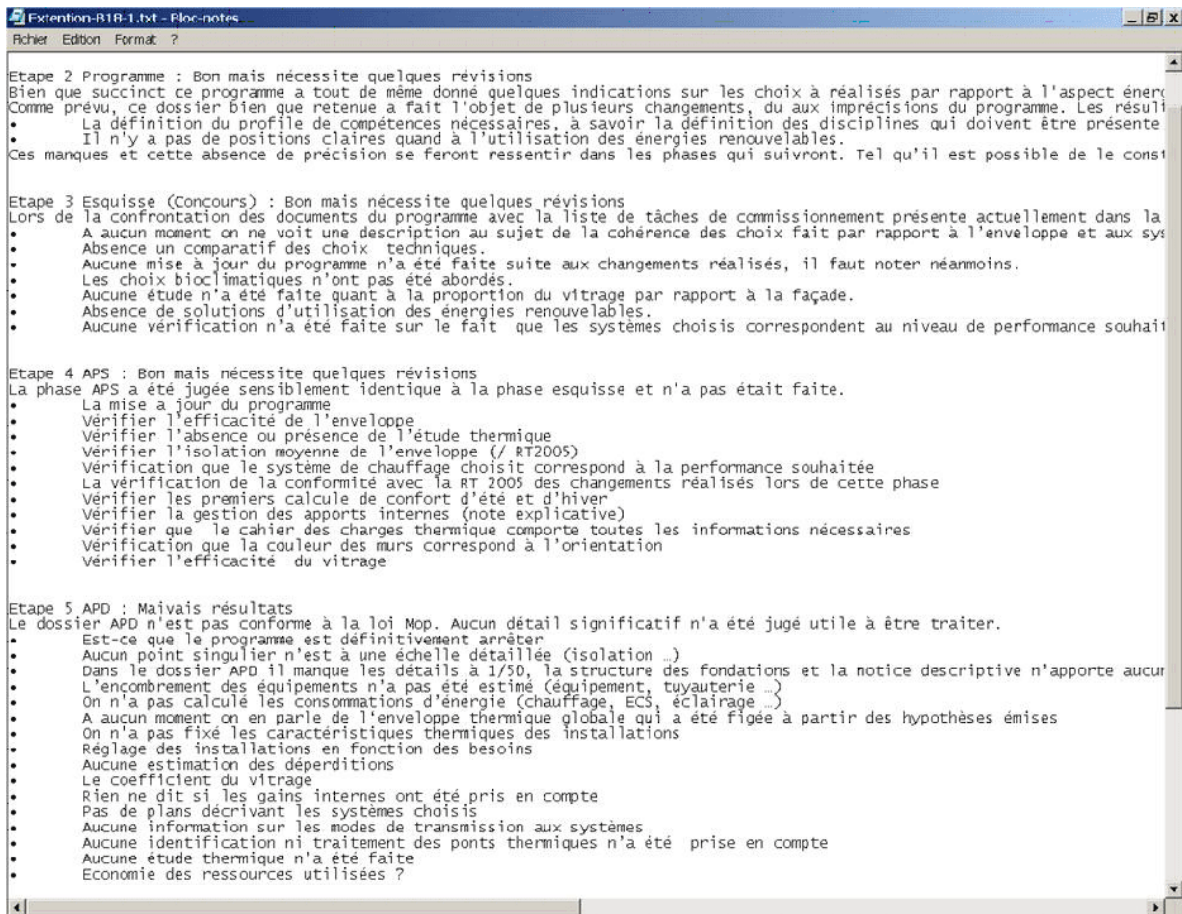 Extention-B18-1.txt - Bloc-notes
Fichier Edition Format ?
Etape 2 Programme : Bon mais nécessite quelques révisions
Bien que succinct ce programme a tout de même donné quelques indications sur les choix à réalisés par rapport à l'aspect énerg
Comme prévu, ce dossier bien que retenue a fait l'objet de plusieurs changements, du aux imprécisions du programme. Les résult
• La définition du profile de compétences nécessaires, à savoir la définition des disciplines qui doivent être présente
• Il n'y a pas de positions claires quand à l'utilisation des énergies renouvelables.
Ces manques et cette absence de précision se feront ressentir dans les phases qui suivront. Tel qu'il est possible de le const
Etape 3 Esquisse (Concours) : Bon mais nécessite quelques révisions
Lors de la confrontation des documents du programme avec la liste de tâches de commissionnement présente actuellement dans la
• A aucun moment on ne voit une description au sujet de la cohérence des choix fait par rapport à l'enveloppe et aux sys
• Absence un comparatif des choix techniques.
• Aucune mise à jour du programme n'a été faite suite aux changements réalisés, il faut noter néanmoins.
• Les choix bioclimatiques n'ont pas été abordés.
• Aucune étude n'a été faite quant à la proportion du vitrage par rapport à la façade.
• Absence de solutions d'utilisation des énergies renouvelables.
• Aucune vérification n'a été faite sur le fait que les systèmes choisis correspondent au niveau de performance souhait
Etape 4 APS : Bon mais nécessite quelques révisions
La phase APS a été jugée sensiblement identique à la phase esquisse et n'a pas était faite.
• La mise a jour du programme
• Vérifier l'efficacité de l'enveloppe
• Vérifier l'absence ou présence de l'étude thermique
• Vérifier l'isolation moyenne de l'enveloppe (/ RT2005)
• Vérification que le système de chauffage choisit correspond à la performance souhaitée
• La vérification de la conformité avec la RT 2005 des changements réalisés lors de cette phase
• Vérifier les premiers calcule de confort d'été et d'hiver
• Vérifier la gestion des apports internes (note explicative)
• Vérifier que le cahier des charges thermique comporte toutes les informations nécessaires
• Vérification que la couleur des murs correspond à l'orientation
• Vérifier l'efficacité du vitrage
Etape 5 APD : Maivais résultats
Le dossier APD n'est pas conforme à la loi Mop. Aucun détail significatif n'a été jugé utile à être traiter.
• Est-ce que le programme est définitivement arrêter
• Aucun point singulier n'est à une échelle détaillée (isolation …)
• Dans le dossier APD il manque les détails à 1/50, la structure des fondations et la notice descriptive n'apporte aucur
• L'encombrement des équipements n'a pas été estimé (équipement, tuyauterie …)
• On n'a pas calculé les consommations d'énergie (chauffage, ECS, éclairage …)
• A aucun moment on en parle de l'enveloppe thermique globale qui a été figée à partir des hypothèses émises
• On n'a pas fixé les caractéristiques thermiques des installations
• Réglage des installations en fonction des besoins
• Aucune estimation des déperditions
• Le coefficient du vitrage
• Rien ne dit si les gains internes ont été pris en compte
• Pas de plans décrivant les systèmes choisis
• Aucune information sur les modes de transmission aux systèmes
• Aucune identification ni traitement des ponts thermiques n'a été prise en compte
• Aucune étude thermique n'a été faite
• Economie des ressources utilisées ?